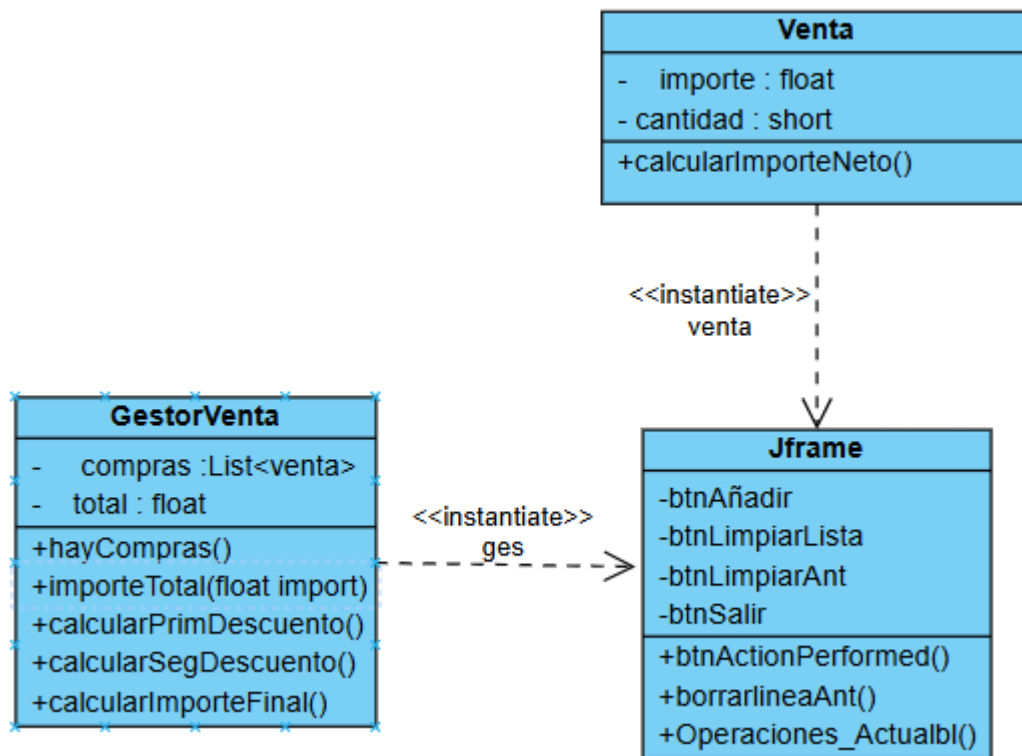 Venta
- importe : float
- cantidad : short
+calcularImporteNeto()
<<instantiate>>
venta
GestorVenta
- compras :List<venta>
- total : float
+hayCompras()
+importeTotal(float import)
+calcularPrimDescuento()
+calcularSegDescuento()
+calcularImporteFinal()
<<instantiate>>
ges
Jframe
-btnAñadir
-btnLimpiarLista
-btnLimpiarAnt
-btnSalir
+btnActionPerformed()
+borrarlineaAnt()
+Operaciones_Actualbl()